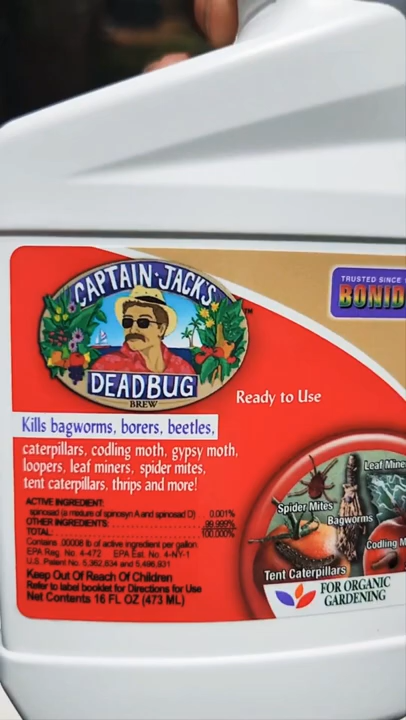 CAPTAIN·JACK'S
DEADBUG
BREW
TM
TRUSTED SINCE
BONID
Ready to Use
Kills bagworms, borers, beetles,
caterpillars, codling moth, gypsy moth,
loopers, leaf miners, spider mites,
tent caterpillars, thrips and more!
ACTIVE INGREDIENT:
spinosad (a mixture of spinosyn A and spinosad D) 0.001%
OTHER INGREDIENTS: 99.999%
TOTAL: 100.000%
Contains .00008 lb of active ingredient per gallon.
EPA Reg. No. 4-472 EPA Est. No. 4-NY-1
U.S. Patent No. 5,362,634 and 5,496,931
Keep Out Of Reach Of Children
Refer to label booklet for Directions for Use
Net Contents 16 FL OZ (473 ML)
Leaf Mine
Spider Mites
Bagworms
Codling M
Tent Caterpillars
FOR ORGANIC
GARDENING